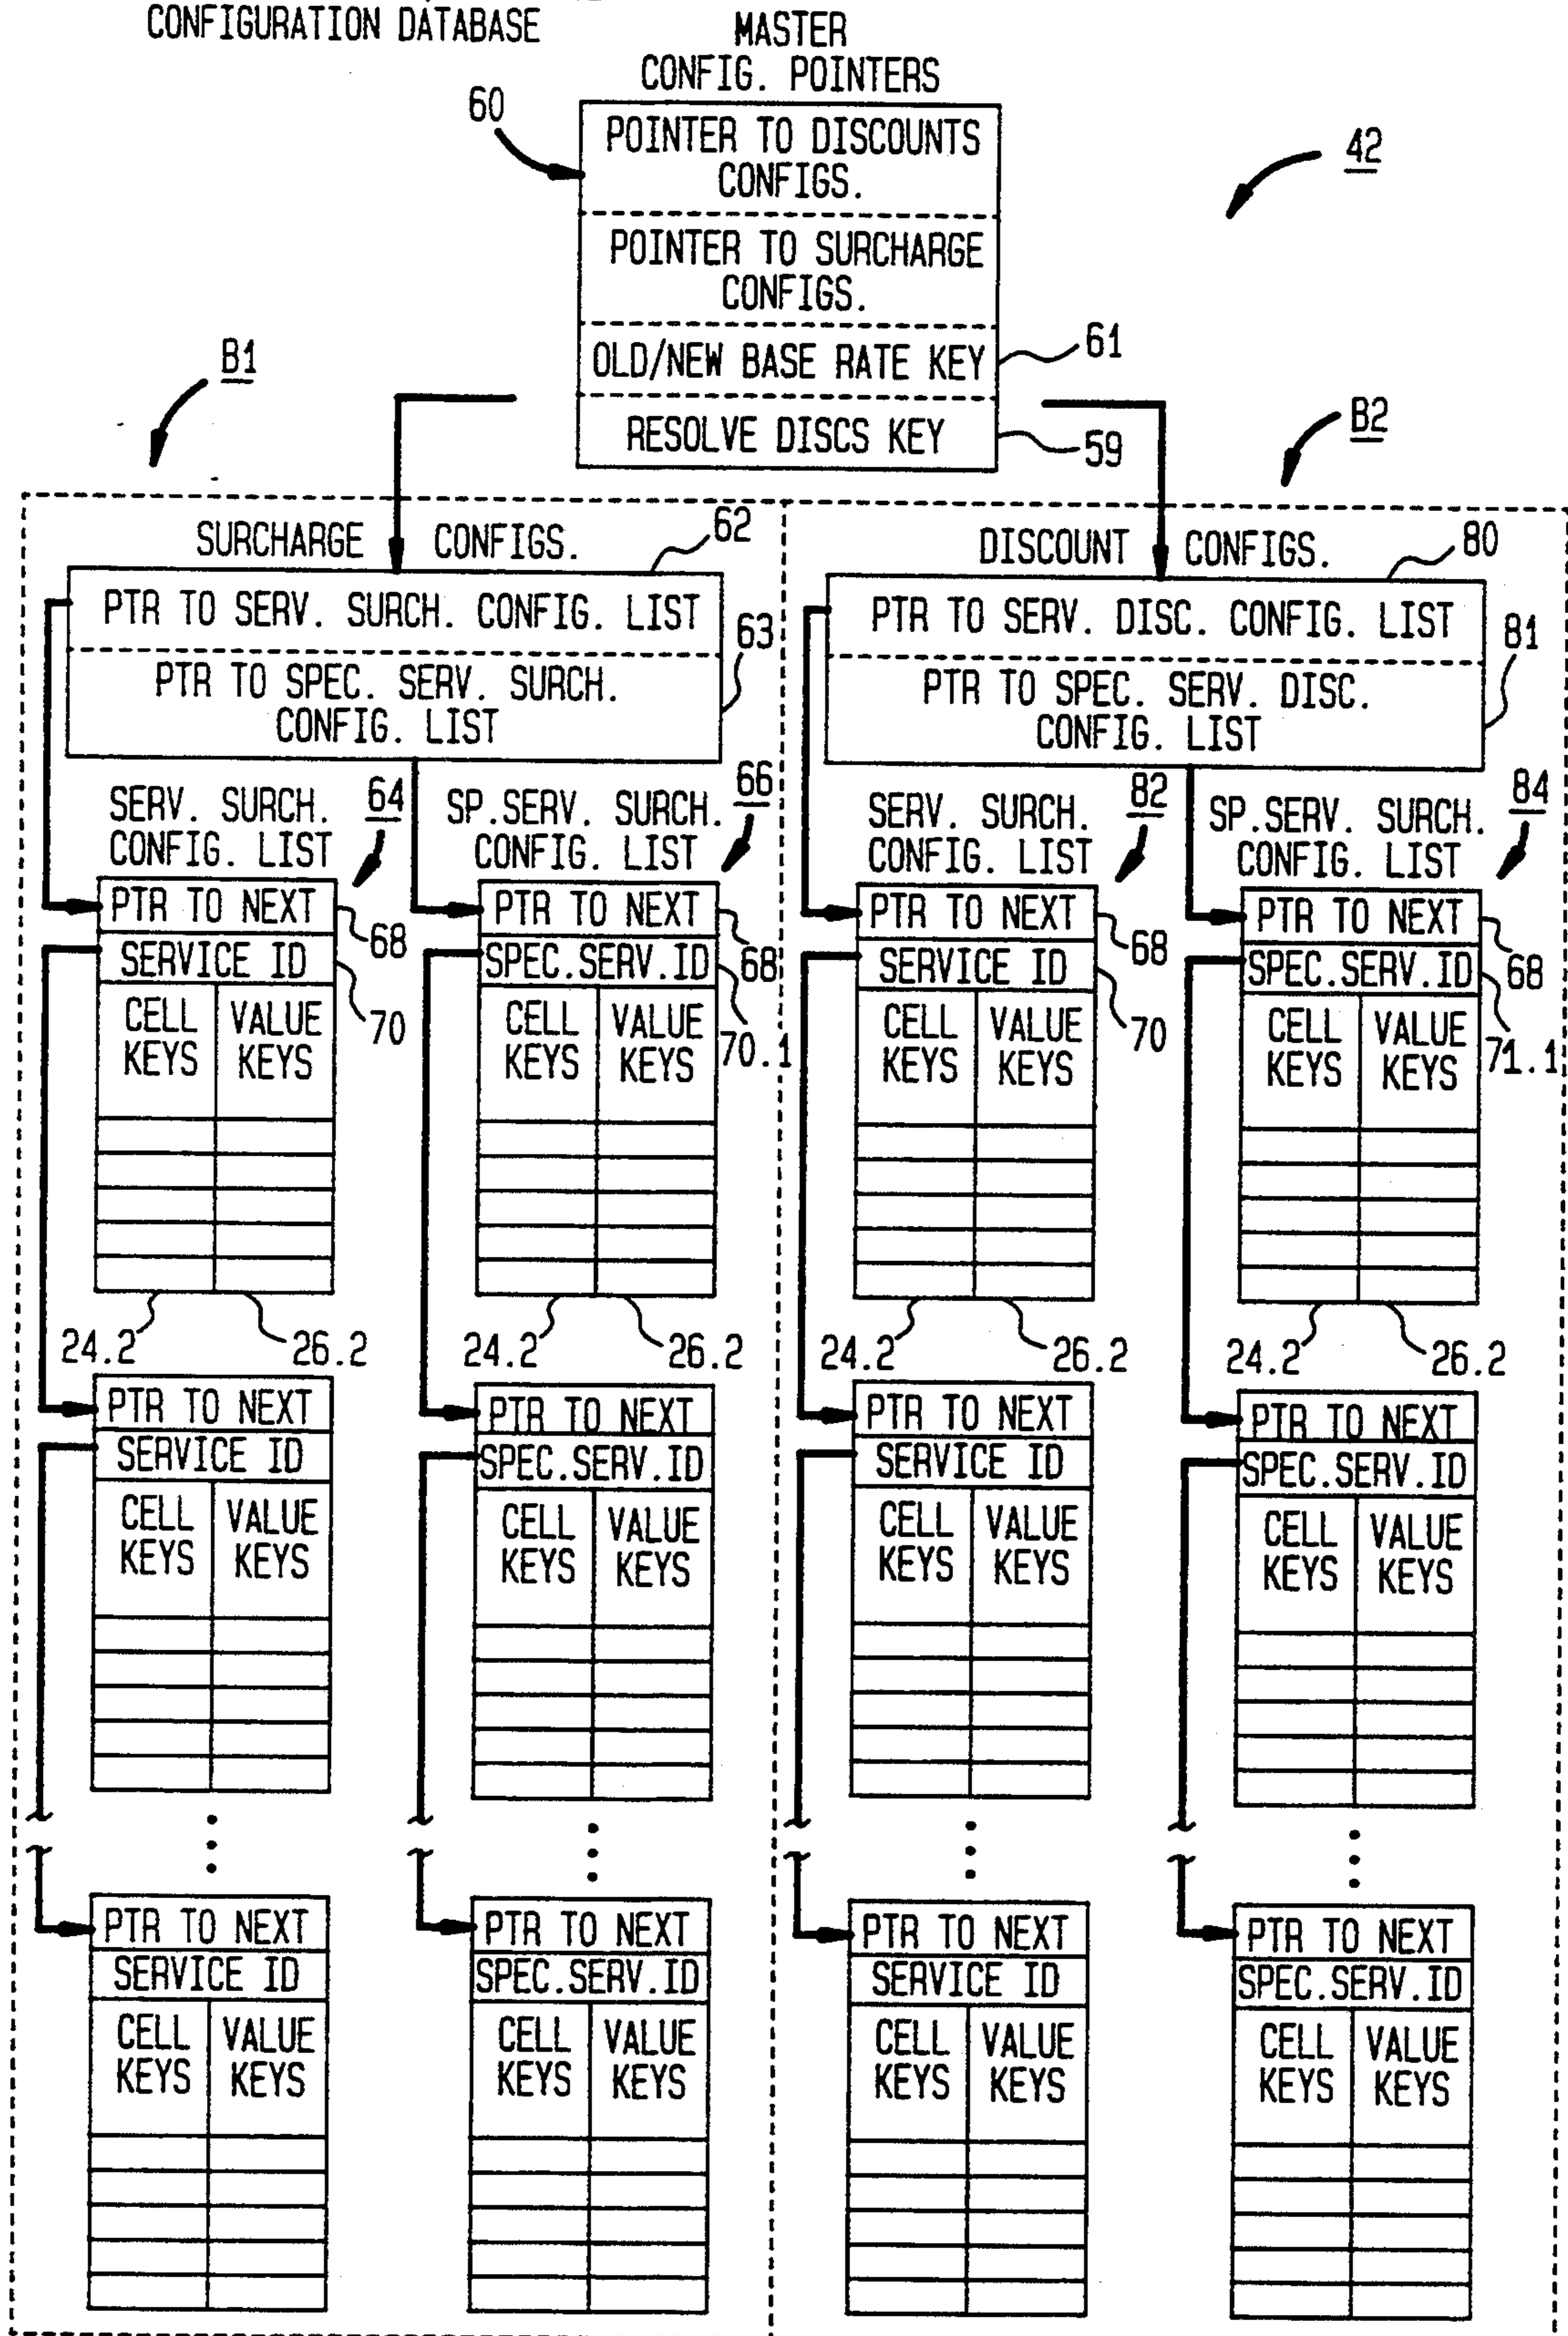 CONFIGURATION DATABASE
MASTER
CONFIG. POINTERS
60
POINTER TO DISCOUNTS
CONFIGS.
42
POINTER TO SURCHARGE
CONFIGS.
B1
OLD/NEW BASE RATE KEY
61
B2
RESOLVE DISCS KEY
59
SURCHARGE CONFIGS.
62
PTR TO SERV. SURCH. CONFIG. LIST
63
PTR TO SPEC. SERV. SURCH.
CONFIG. LIST
DISCOUNT CONFIGS.
80
PTR TO SERV. DISC. CONFIG. LIST
81
PTR TO SPEC. SERV. DISC.
CONFIG. LIST
SERV. SURCH.
CONFIG. LIST
64
PTR TO NEXT
68
SERVICE ID
70
CELL
KEYS
VALUE
KEYS
24.2
26.2
SP.SERV. SURCH.
CONFIG. LIST
66
PTR TO NEXT
68
SPEC.SERV.ID
70.1
CELL
KEYS
VALUE
KEYS
24.2
26.2
SERV. SURCH.
CONFIG. LIST
82
PTR TO NEXT
68
SERVICE ID
70
CELL
KEYS
VALUE
KEYS
24.2
26.2
SP.SERV. SURCH.
CONFIG. LIST
84
PTR TO NEXT
68
SPEC.SERV.ID
71.1
CELL
KEYS
VALUE
KEYS
24.2
26.2
PTR TO NEXT
SERVICE ID
CELL
KEYS
VALUE
KEYS
PTR TO NEXT
SPEC.SERV.ID
CELL
KEYS
VALUE
KEYS
PTR TO NEXT
SERVICE ID
CELL
KEYS
VALUE
KEYS
PTR TO NEXT
SPEC.SERV.ID
CELL
KEYS
VALUE
KEYS
PTR TO NEXT
SERVICE ID
CELL
KEYS
VALUE
KEYS
PTR TO NEXT
SPEC.SERV.ID
CELL
KEYS
VALUE
KEYS
PTR TO NEXT
SERVICE ID
CELL
KEYS
VALUE
KEYS
PTR TO NEXT
SPEC.SERV.ID
CELL
KEYS
VALUE
KEYS